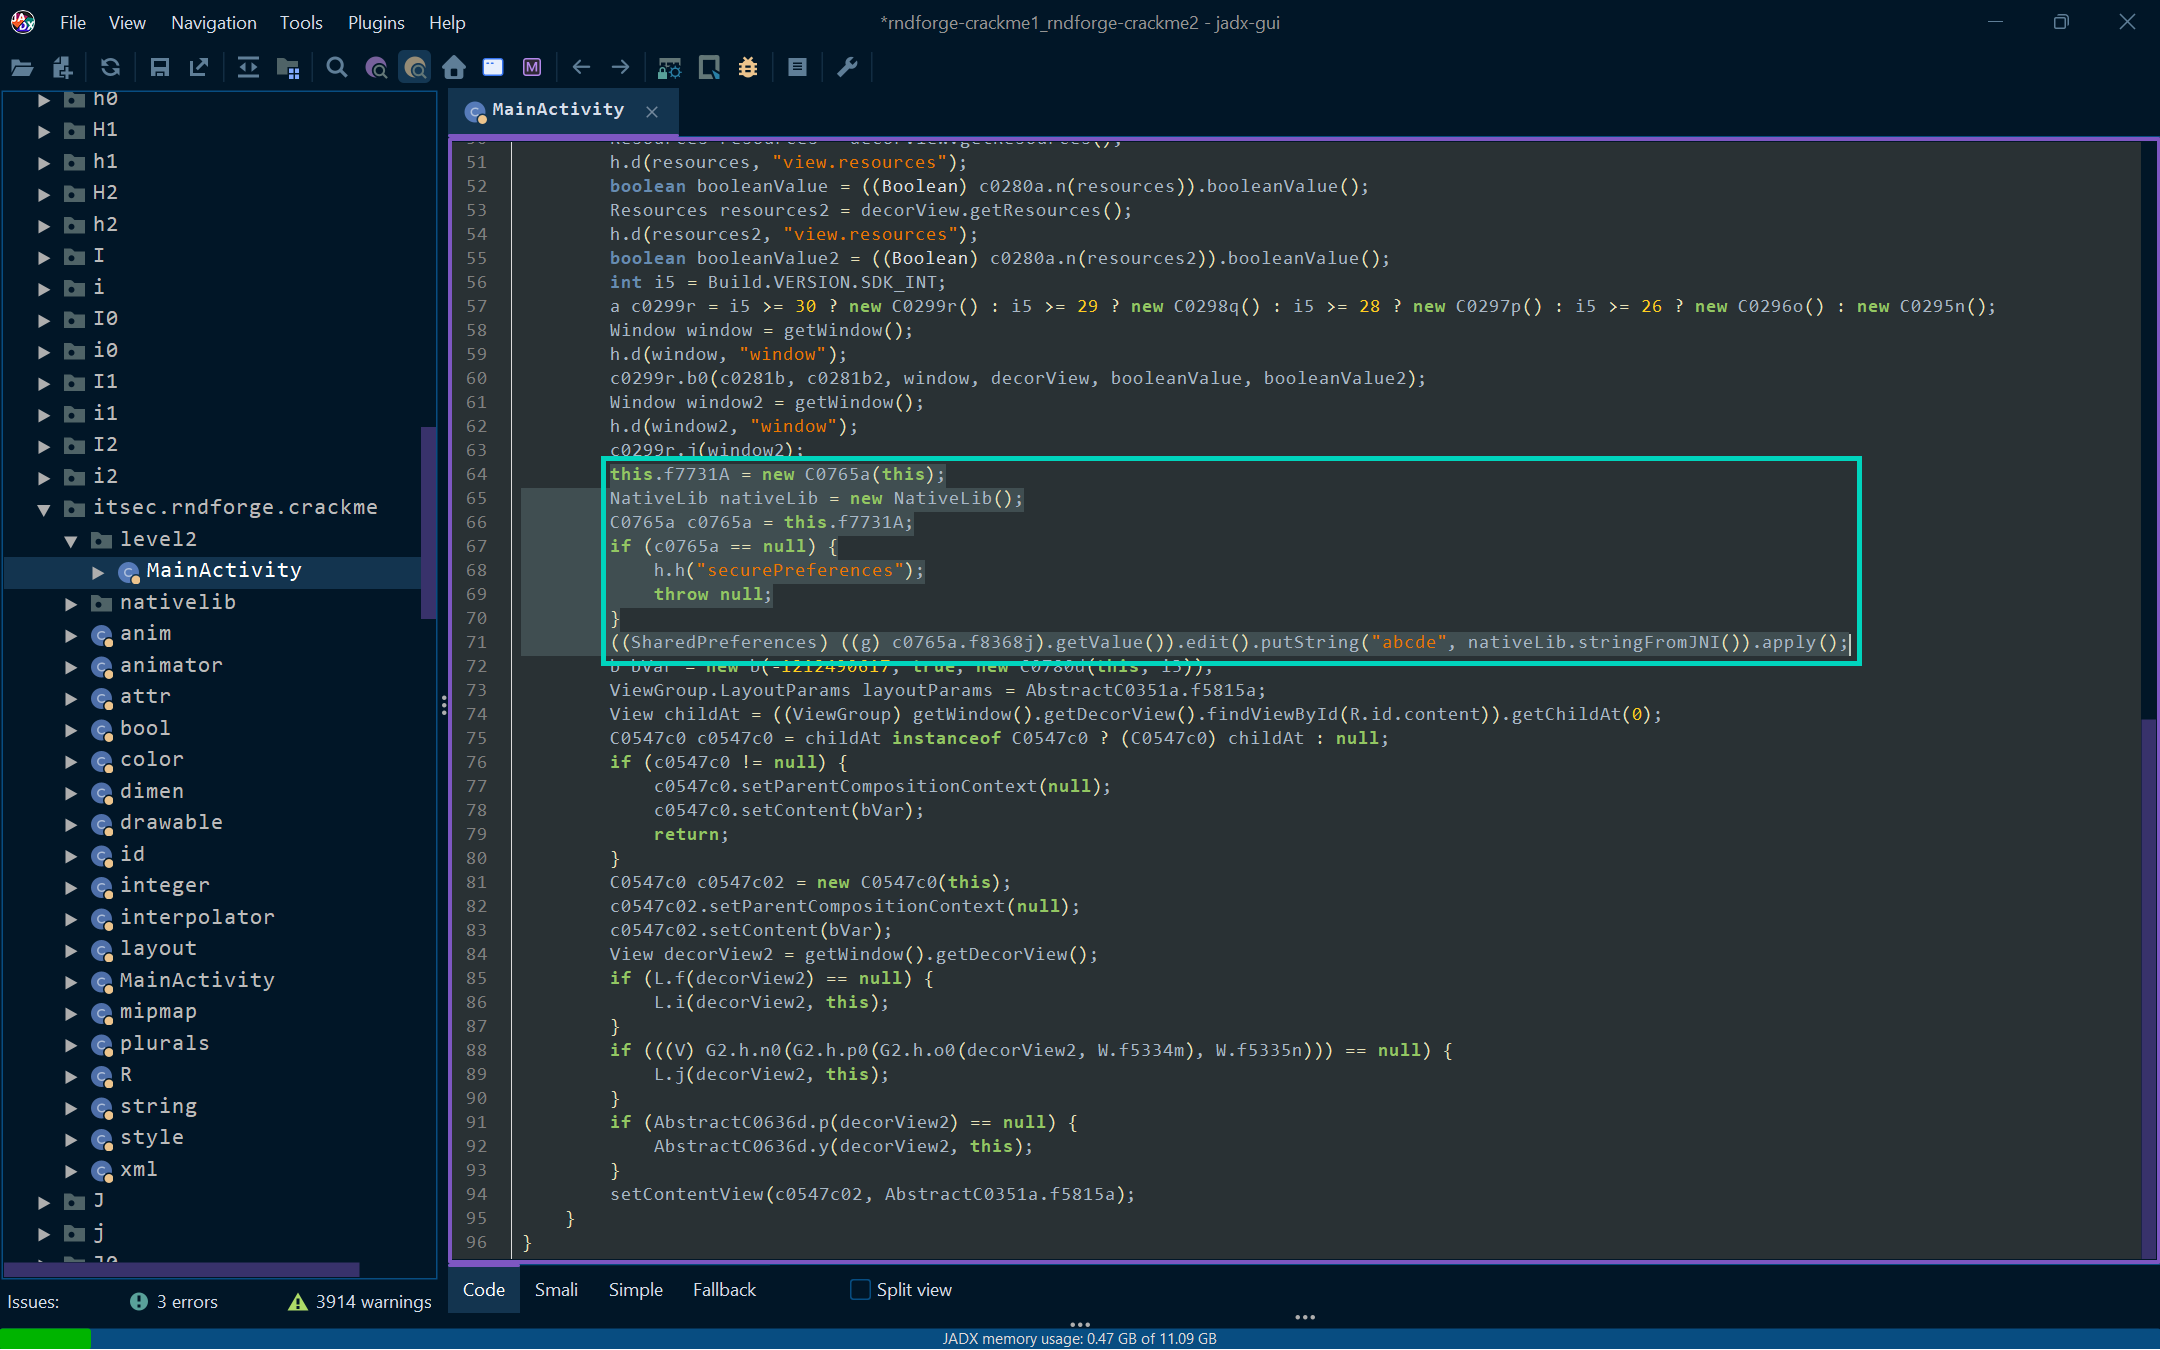 File View Navigation Tools Plugins Help
*rndforge-crackme1_rndforge-crackme2 - jadx-gui
h0
H1
h1
H2
h2
I
i
I0
i0
I1
i1
I2
i2
itsec.rndforge.crackme
level2
MainActivity
nativelib
anim
animator
attr
bool
color
dimen
drawable
id
integer
interpolator
layout
MainActivity
mipmap
plurals
R
string
style
xml
J
j
Issues: 3 errors 3914 warnings
MainActivity
51 h.d(resources, "view.resources");
52 boolean booleanValue = ((Boolean) c0280a.n(resources)).booleanValue();
53 Resources resources2 = decorView.getResources();
54 h.d(resources2, "view.resources");
55 boolean booleanValue2 = ((Boolean) c0280a.n(resources2)).booleanValue();
56 int i5 = Build.VERSION.SDK_INT;
57 a c0299r = i5 >= 30 ? new C0299r() : i5 >= 29 ? new C0298q() : i5 >= 28 ? new C0297p() : i5 >= 26 ? new C0296o() : new C0295n();
58 Window window = getWindow();
59 h.d(window, "window");
60 c0299r.b0(c0281b, c0281b2, window, decorView, booleanValue, booleanValue2);
61 Window window2 = getWindow();
62 h.d(window2, "window");
63 c0299r.j(window2);
64 this.f7731A = new C0765a(this);
65 NativeLib nativeLib = new NativeLib();
66 C0765a c0765a = this.f7731A;
67 if (c0765a == null) {
68 h.h("securePreferences");
69 throw null;
70 }
71 ((SharedPreferences) ((g) c0765a.f8368j).getValue()).edit().putString("abcde", nativeLib.stringFromJNI()).apply();
72 b bVar = new b(-1212490617, true, new C0780d(this, i3));
73 ViewGroup.LayoutParams layoutParams = AbstractC0351a.f5815a;
74 View childAt = ((ViewGroup) getWindow().getDecorView().findViewById(R.id.content)).getChildAt(0);
75 C0547c0 c0547c0 = childAt instanceof C0547c0 ? (C0547c0) childAt : null;
76 if (c0547c0 != null) {
77 c0547c0.setParentCompositionContext(null);
78 c0547c0.setContent(bVar);
79 return;
80 }
81 C0547c0 c0547c02 = new C0547c0(this);
82 c0547c02.setParentCompositionContext(null);
83 c0547c02.setContent(bVar);
84 View decorView2 = getWindow().getDecorView();
85 if (L.f(decorView2) == null) {
86 L.i(decorView2, this);
87 }
88 if (((V) G2.h.n0(G2.h.p0(G2.h.o0(decorView2, W.f5334m), W.f5335n))) == null) {
89 L.j(decorView2, this);
90 }
91 if (AbstractC0636d.p(decorView2) == null) {
92 AbstractC0636d.y(decorView2, this);
93 }
94 setContentView(c0547c02, AbstractC0351a.f5815a);
95 }
96 }
Code Smali Simple Fallback Split view
JADX memory usage: 0.47 GB of 11.09 GB